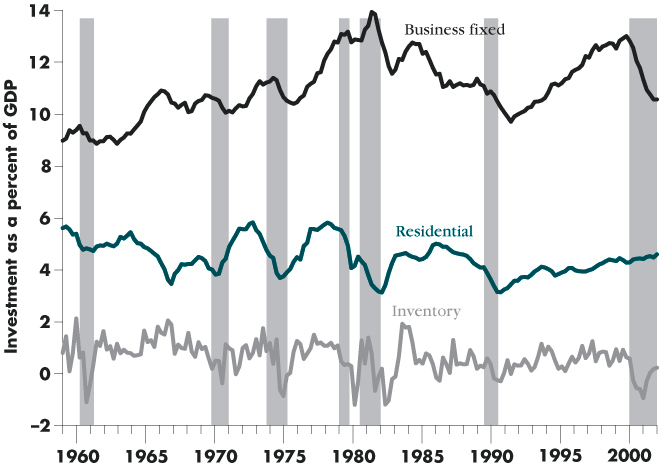 Investment as a percent of GDP
14
12
10
8
6
4
2
0
–2
Business fixed
Residential
Inventory
1960 1965 1970 1975 1980 1985 1990 1995 2000